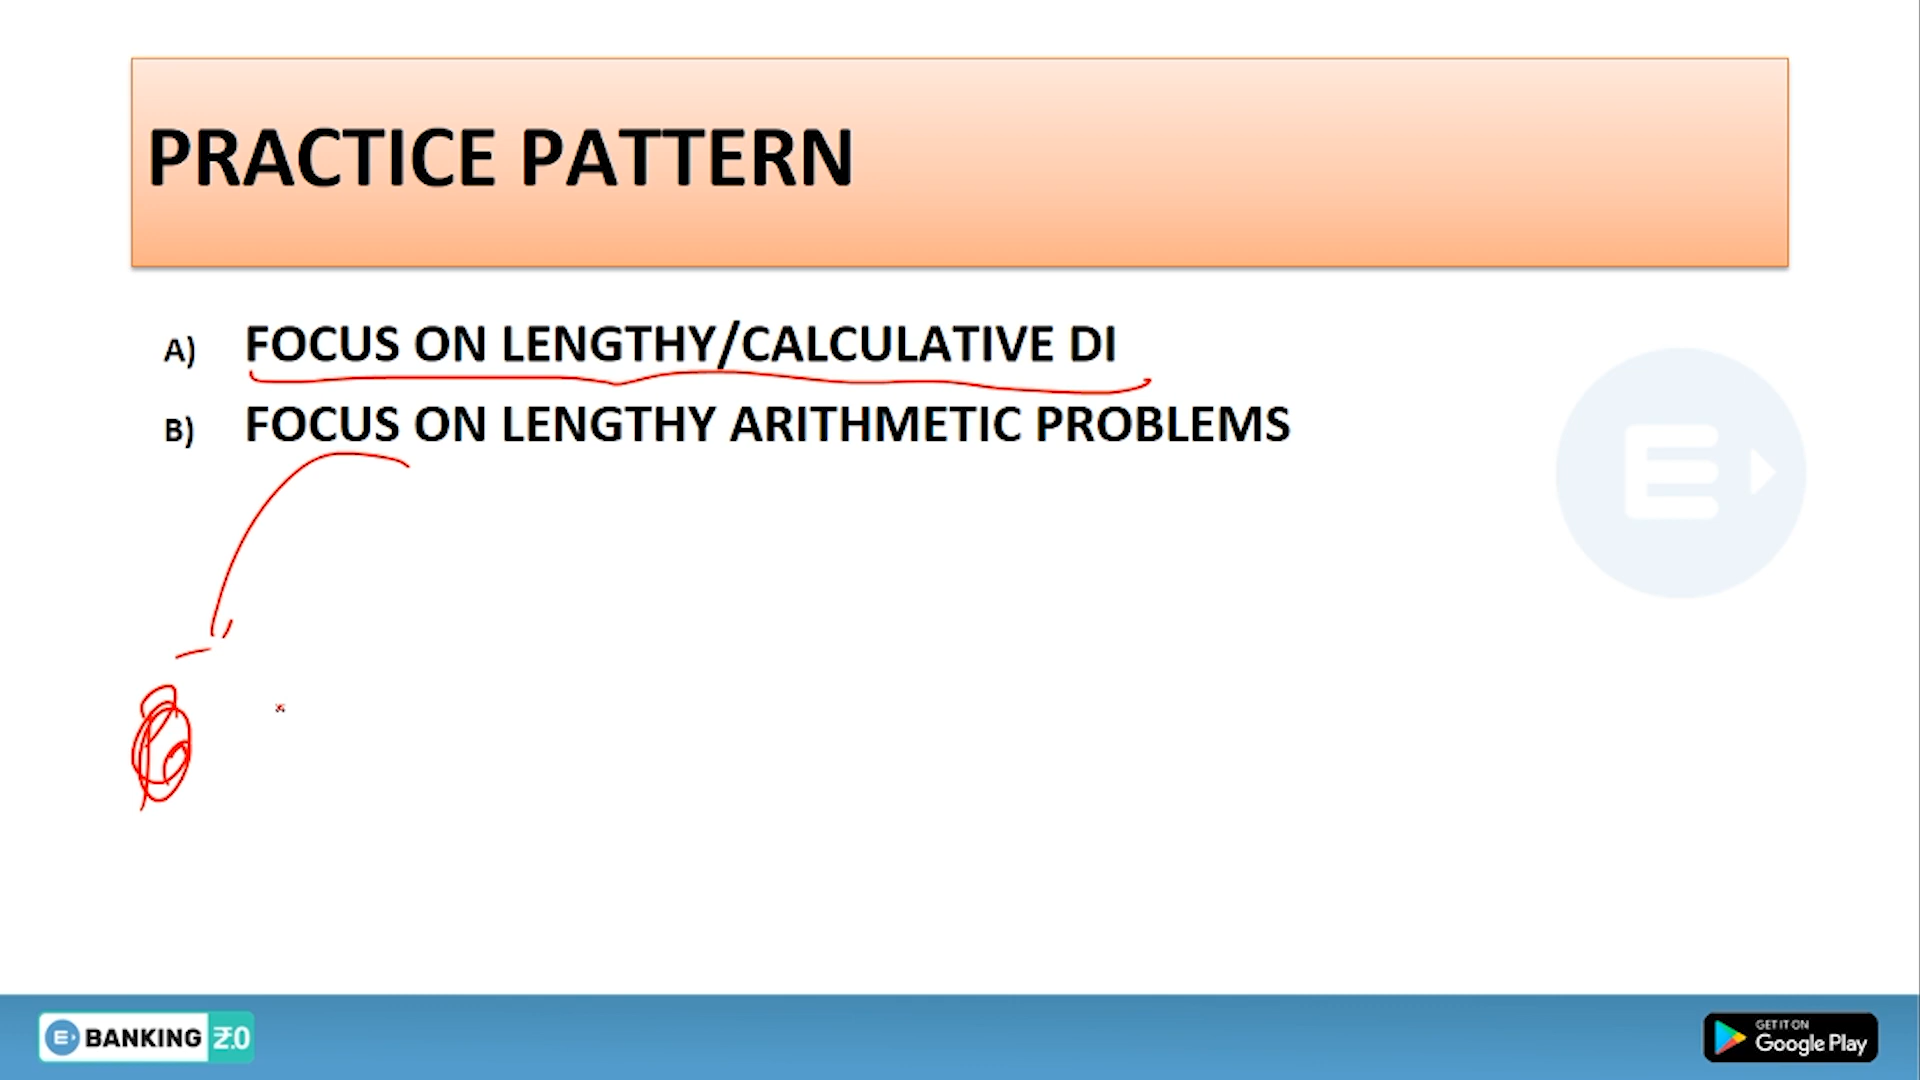 PRACTICE PATTERN
A) FOCUS ON LENGTHY/CALCULATIVE DI
B) FOCUS ON LENGTHY ARITHMETIC PROBLEMS
E BANKING ₹2.0
GET IT ON
Google Play